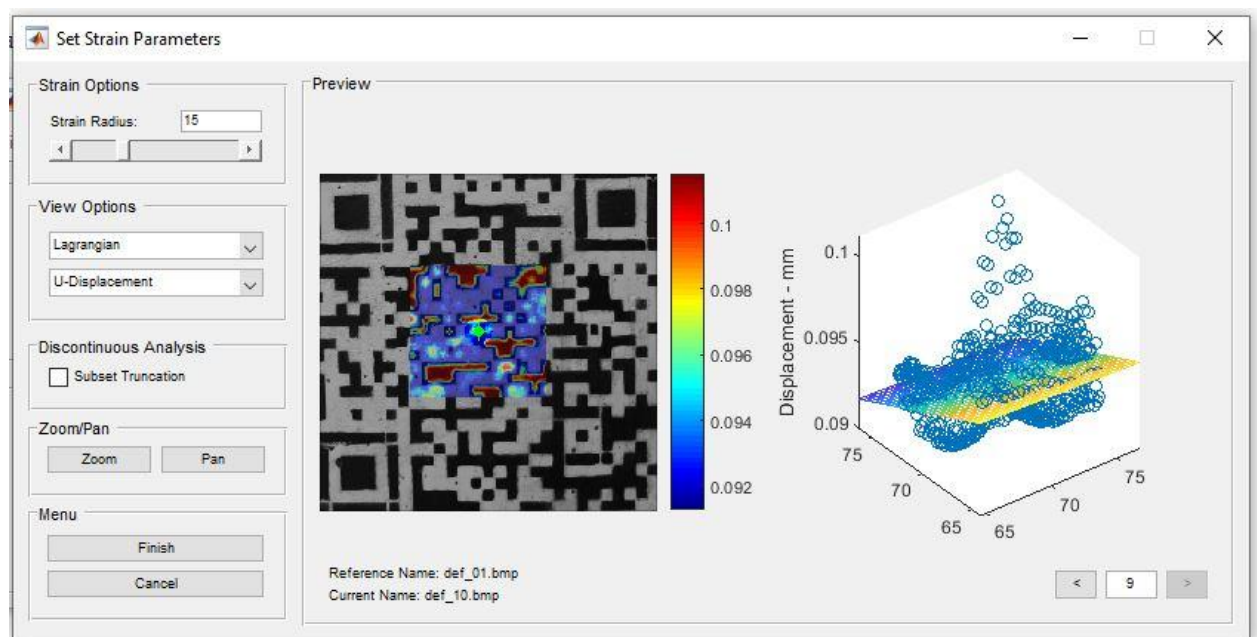 Set Strain Parameters
Strain Options
Strain Radius: 15
View Options
Lagrangian
U-Displacement
Discontinuous Analysis
Subset Truncation
Zoom/Pan
Zoom Pan
Menu
Finish
Cancel
Preview
0.1
0.098
0.096
0.094
0.092
Displacement - mm
0.1
0.095
0.09
75
70
65
65
70
75
Reference Name: def_01.bmp
Current Name: def_10.bmp
< 9 >